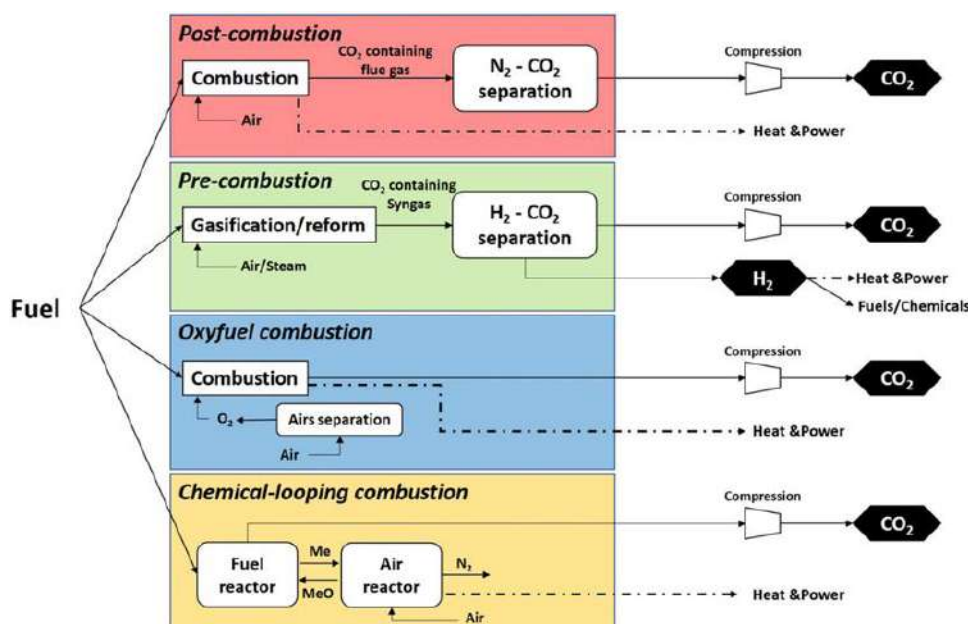 Post-combustion
Combustion
Air
CO₂ containing
flue gas
N₂ - CO₂
separation
Compression
CO₂
Heat &Power
Pre-combustion
Gasification/reform
Air/Steam
CO₂ containing
Syngas
H₂ - CO₂
separation
Compression
CO₂
H₂
Heat &Power
Fuels/Chemicals
Fuel
Oxyfuel combustion
Combustion
O₂
Airs separation
Air
Compression
CO₂
Heat &Power
Chemical-looping combustion
Fuel
reactor
Me
MeO
Air
reactor
N₂
Air
Compression
CO₂
Heat &Power